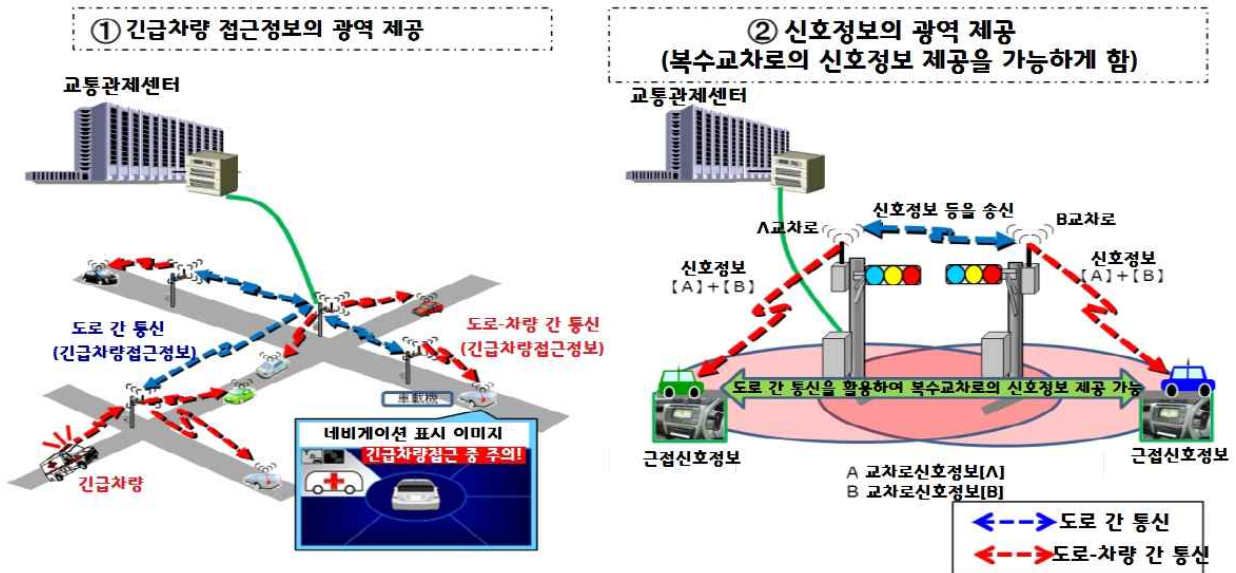 ① 긴급차량 접근정보의 광역 제공
교통관제센터
도로 간 통신
(긴급차량접근정보)
도로-차량 간 통신
(긴급차량접근정보)
車載機
긴급차량
네비게이션 표시 이미지
긴급차량접근 중 주의!
② 신호정보의 광역 제공
(복수교차로의 신호정보 제공을 가능하게 함)
교통관제센터
신호정보 등을 송신
A교차로
B교차로
신호정보
【A】+【B】
신호정보
【A】+【B】
도로 간 통신을 활용하여 복수교차로의 신호정보 제공 가능
근접신호정보
근접신호정보
A 교차로신호정보[A]
B 교차로신호정보[B]
도로 간 통신
도로-차량 간 통신